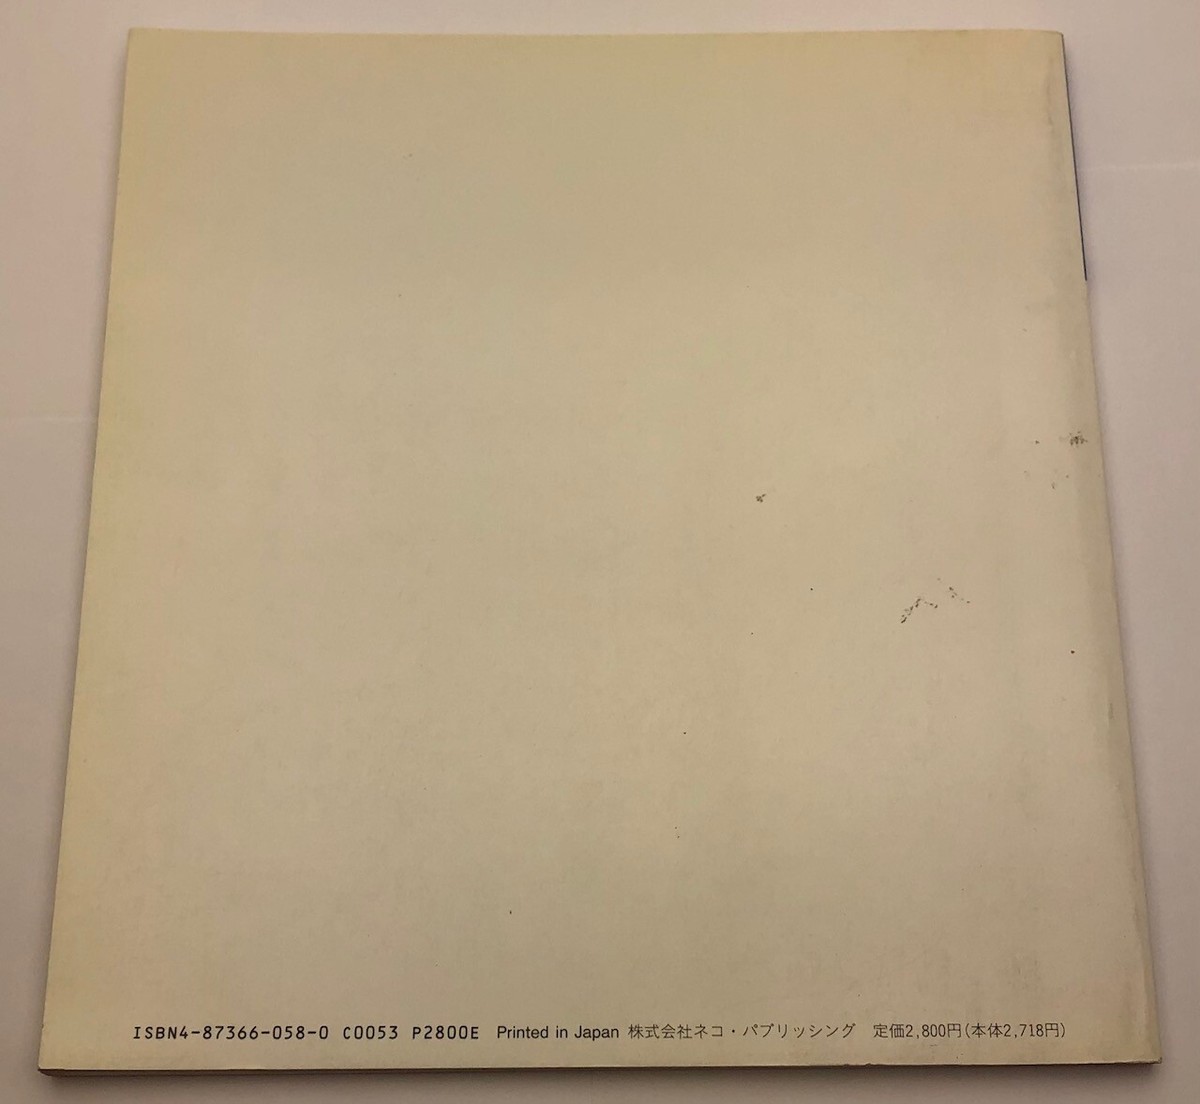 ISBN4-87366-058-0 C0053 P2800E Printed in Japan 株式会社ネコ・パブリッシング 定価2,800円(本体2,718円)